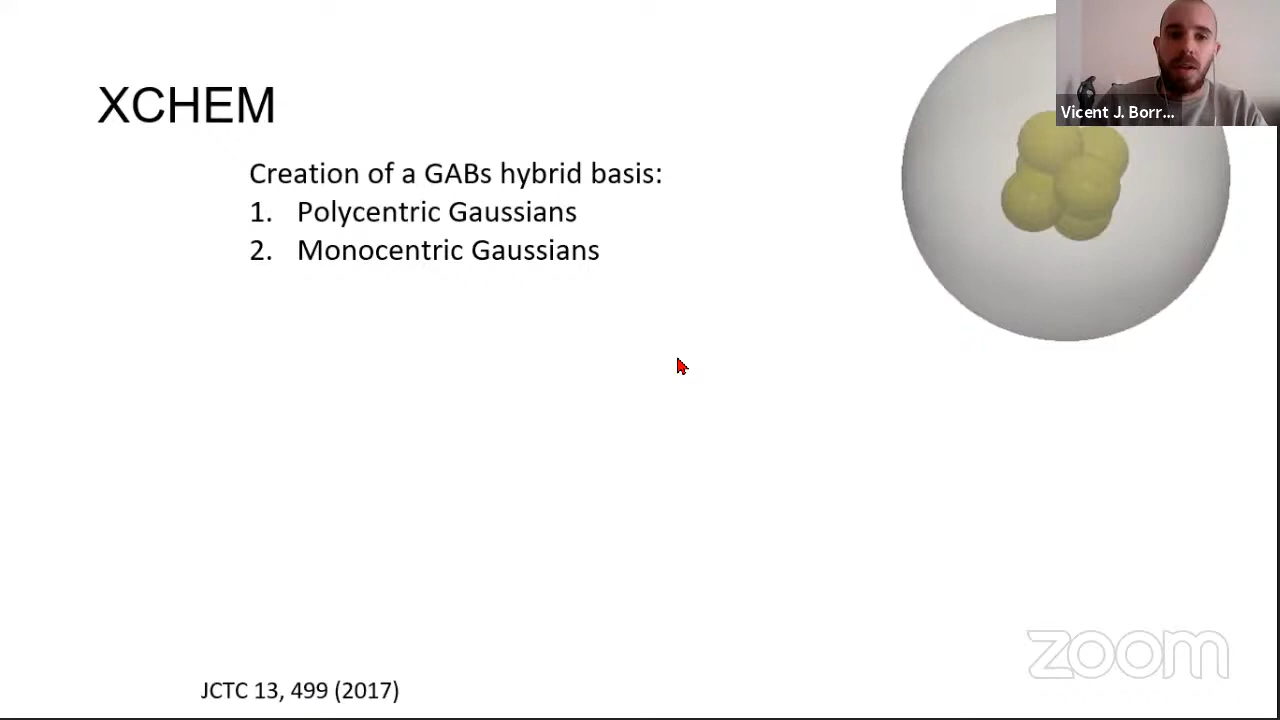 XCHEM
Vicent J. Borr...
Creation of a GABs hybrid basis:
1. Polycentric Gaussians
2. Monocentric Gaussians
zoom
JCTC 13, 499 (2017)